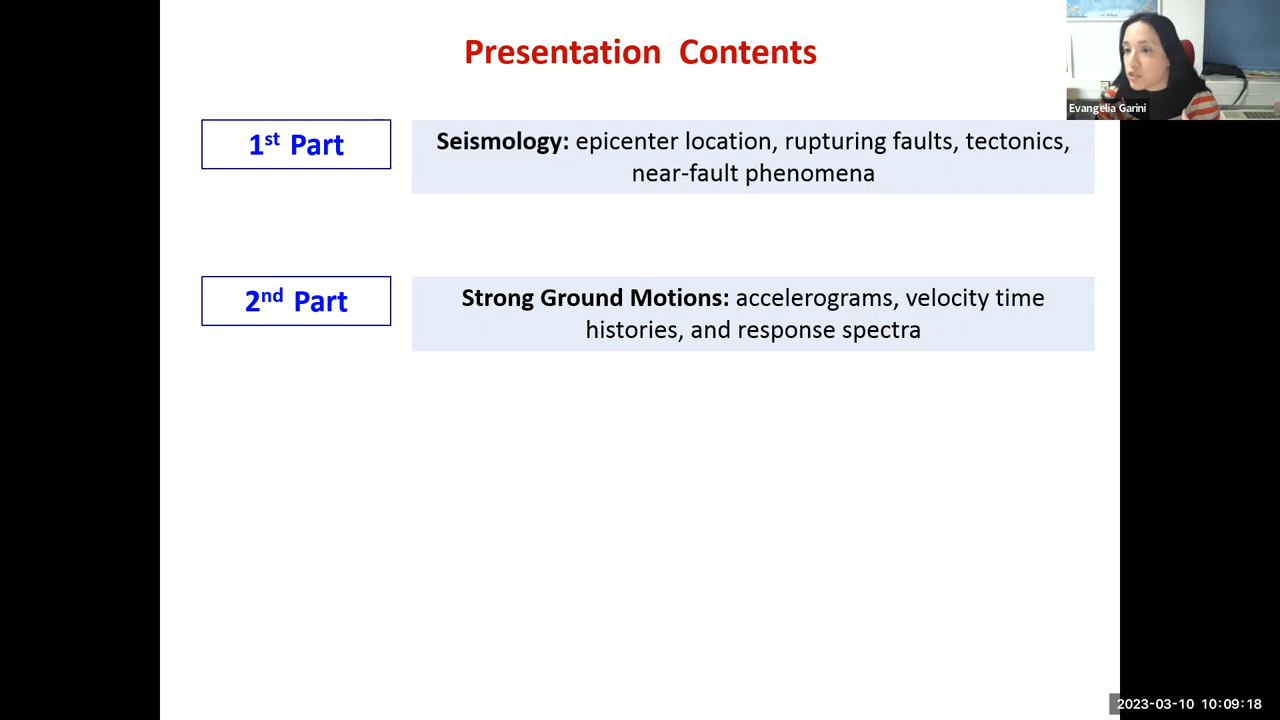 Presentation Contents
Evangelia Garini
1st Part
Seismology: epicenter location, rupturing faults, tectonics,
near-fault phenomena
2nd Part
Strong Ground Motions: accelerograms, velocity time
histories, and response spectra
2023-03-10 10:09:18